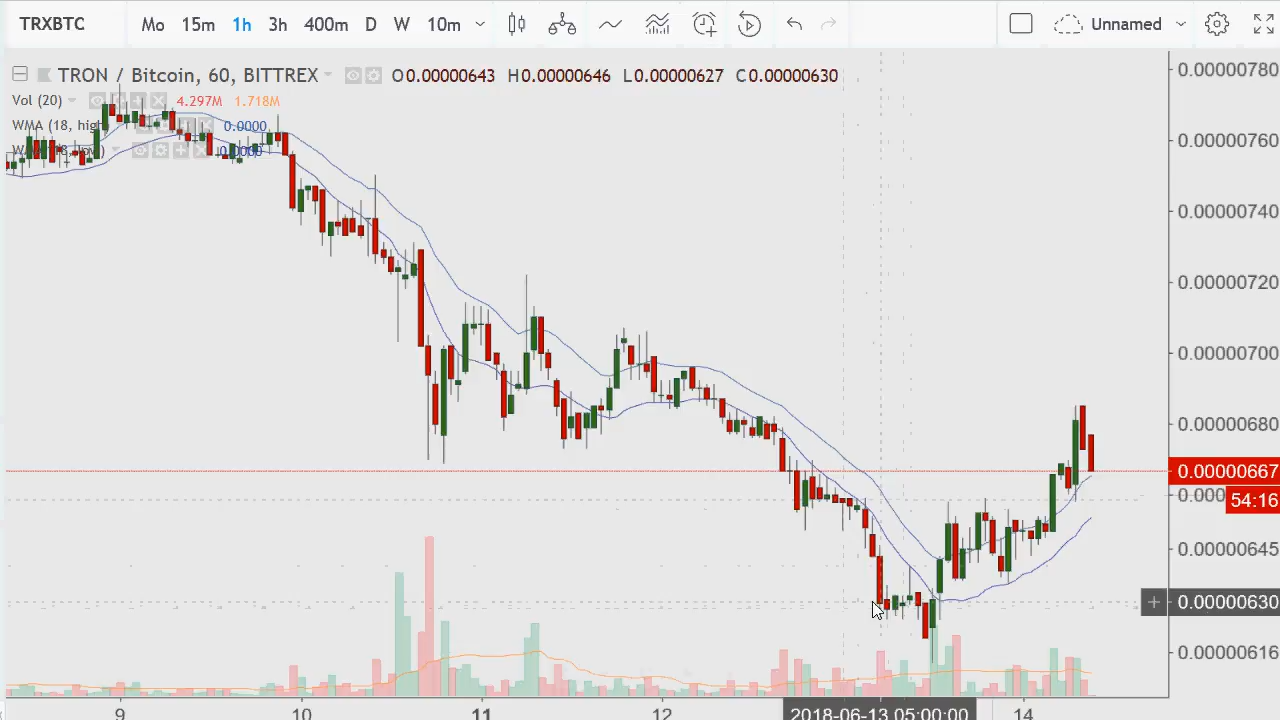 TRXBTC Mo 15m 1h 3h 400m D W 10m Unnamed
TRON / Bitcoin, 60, BITTREX O0.00000643 H0.00000646 L0.00000627 C0.00000630
Vol (20) 4.297M 1.718M
WMA (18, high) 0.0000
0.0000
0.00000780
0.00000760
0.00000740
0.00000720
0.00000700
0.00000680
0.00000667
54:16
0.00000645
0.00000630
0.00000616
9 10 11 12 2018-06-13 05:00:00 14